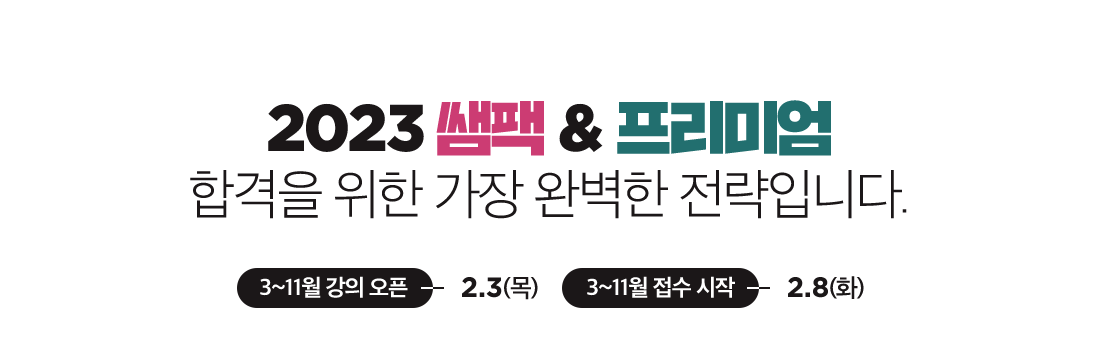 2023 쌤팩 & 프리미엄
합격을 위한 가장 완벽한 전략입니다.
3~11월 강의 오픈 2.3(목) 3~11월 접수 시작 2.8(화)